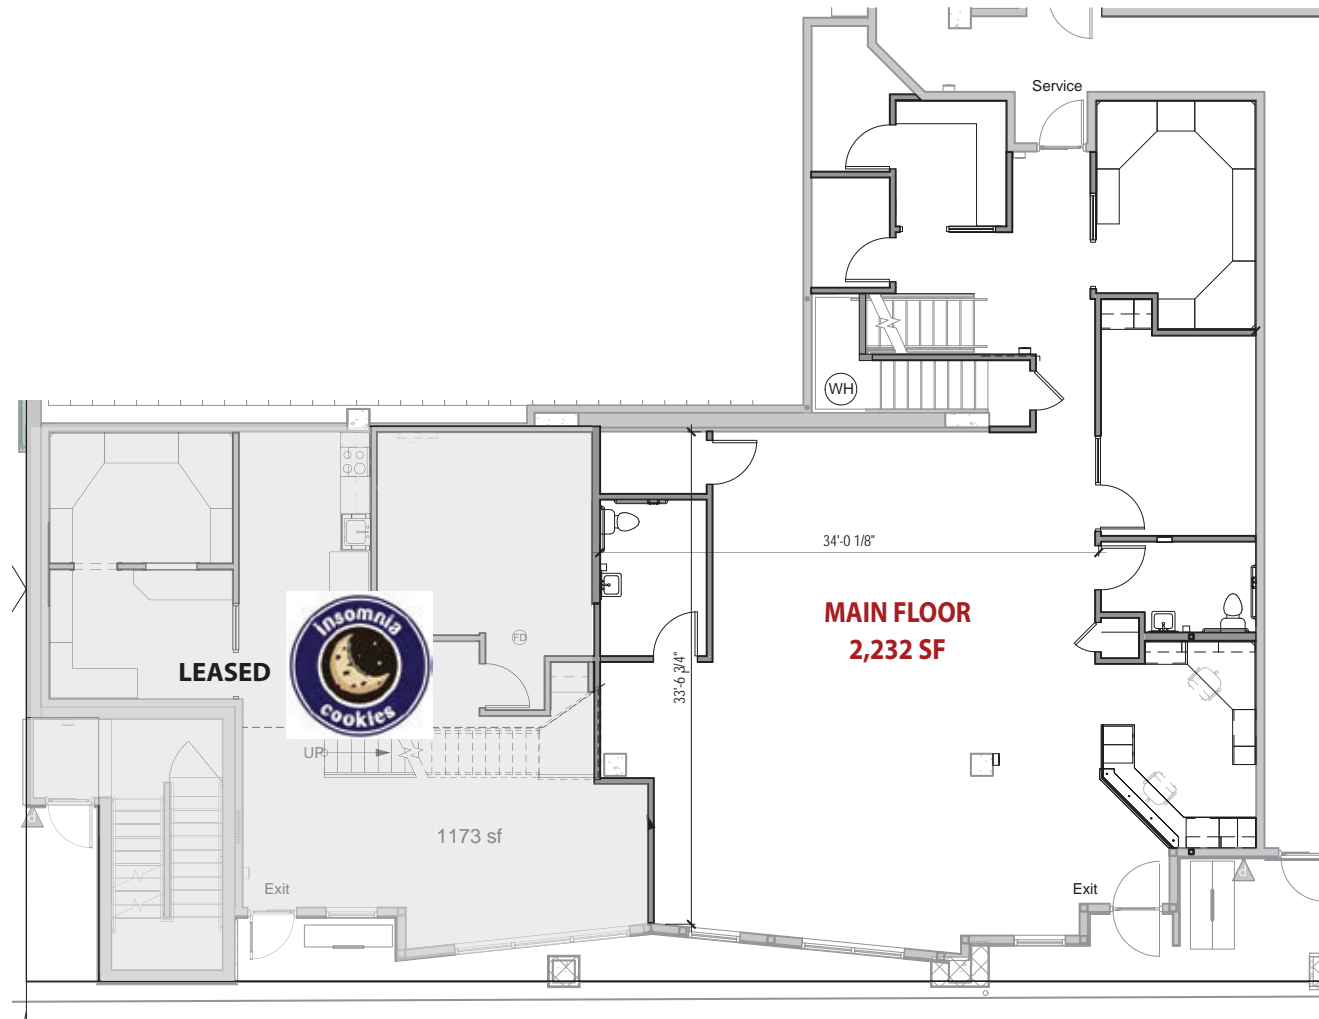 Service
WH
34'-0 1/8"
MAIN FLOOR
2,232 SF
33'-6 3/4"
insomnia
cookies
LEASED
FD
UP
1173 sf
Exit
Exit
d
d